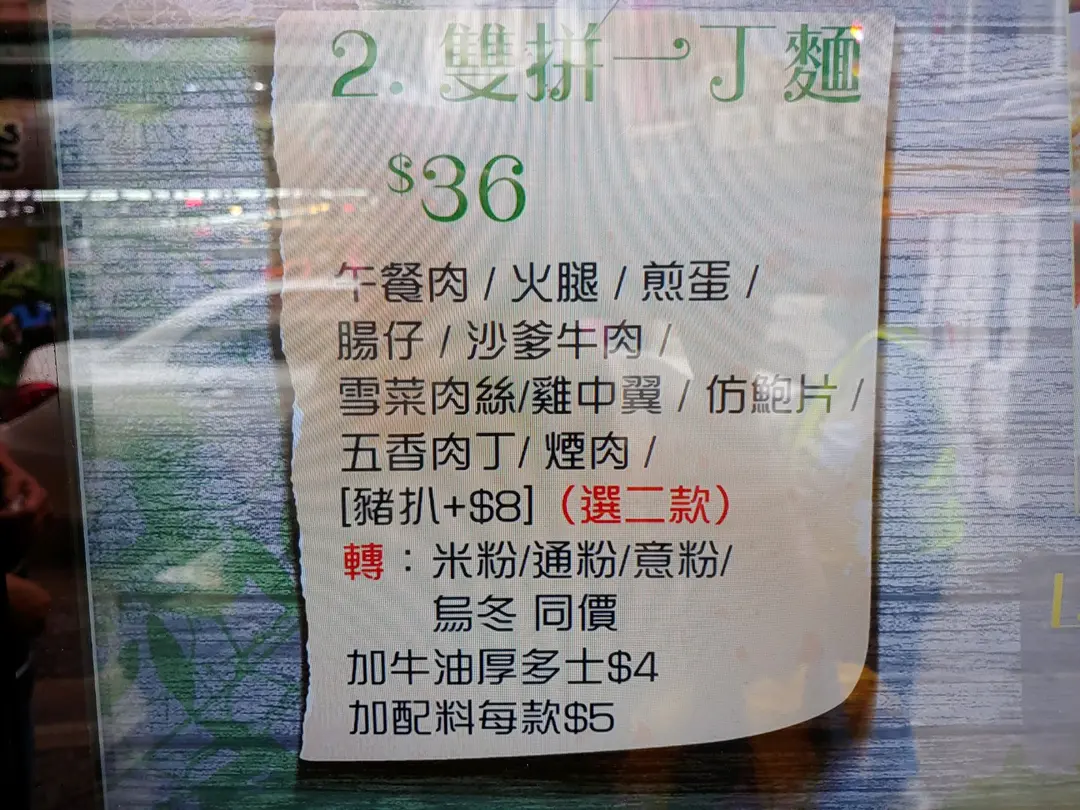 2. 雙拼一丁麵
$36
午餐肉 / 火腿 / 煎蛋 /
腸仔 / 沙爹牛肉 /
雪菜肉絲/雞中翼 / 仿鮑片 /
五香肉丁/ 煙肉 /
[豬扒+$8] （選二款）
轉：米粉/通粉/意粉/
烏冬 同價
加牛油厚多士$4
加配料每款$5